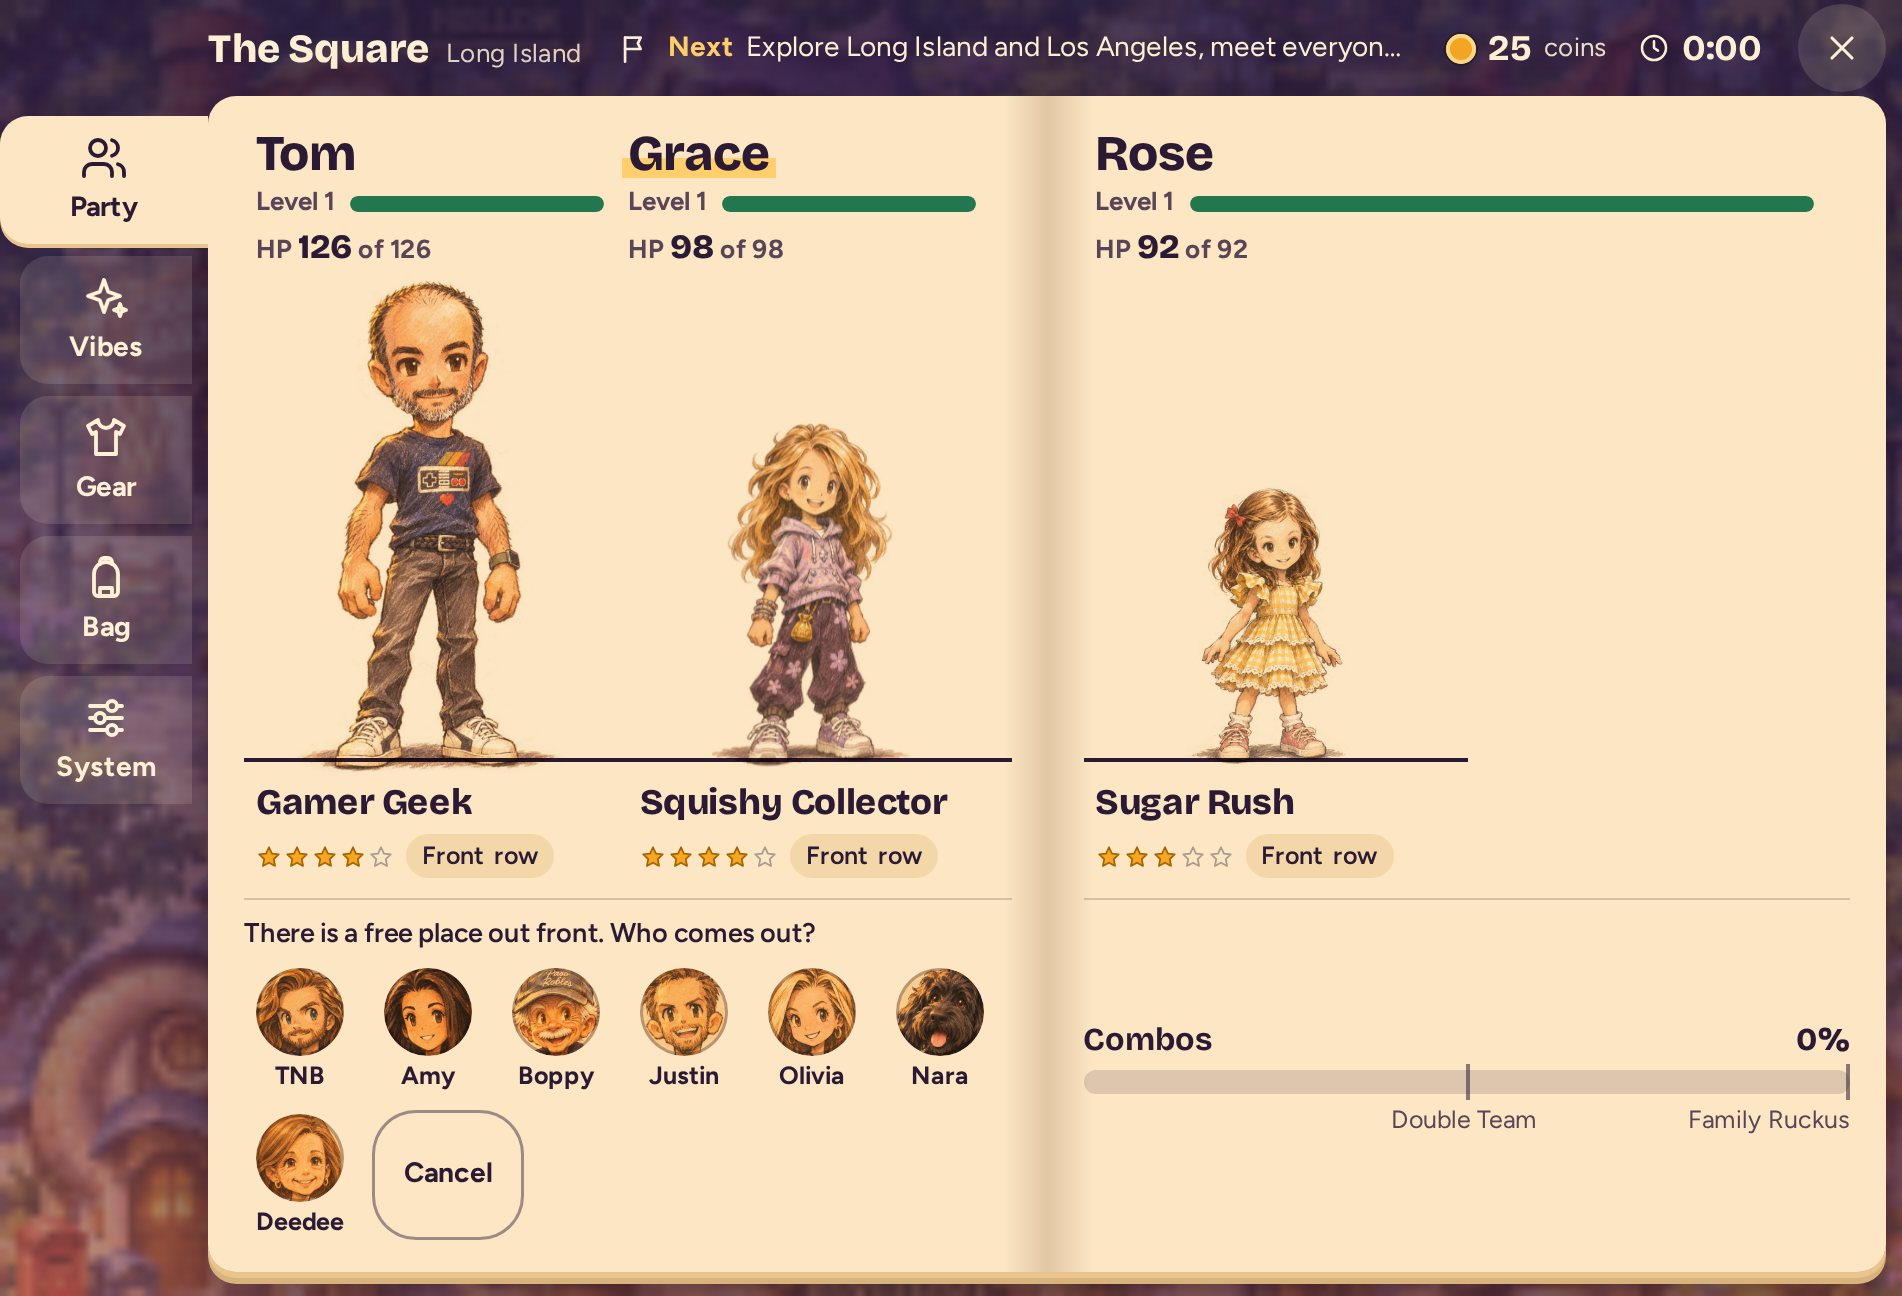 The Square Long Island Next Explore Long Island and Los Angeles, meet everyon... 25 coins 0:00
Party
Vibes
Gear
Bag
System
Tom
Level 1
HP 126 of 126
Grace
Level 1
HP 98 of 98
Rose
Level 1
HP 92 of 92
Gamer Geek
Front row
Squishy Collector
Front row
Sugar Rush
Front row
There is a free place out front. Who comes out?
Paso
Robles
TNB
Amy
Boppy
Justin
Olivia
Nara
Deedee
Cancel
Combos 0%
Double Team
Family Ruckus